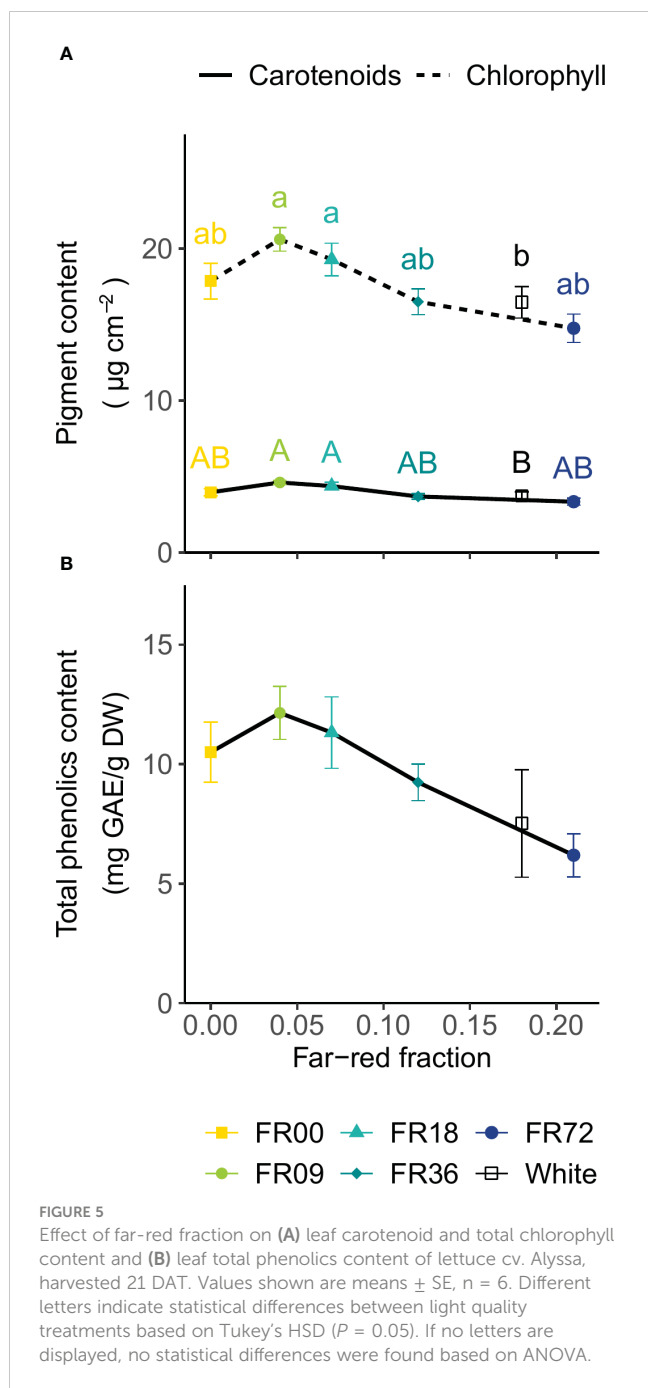 A
Carotenoids Chlorophyll
Pigment content
( µg cm−2 )
20
10
0
ab a a ab b ab
AB A A AB B AB
B
Total phenolics content
(mg GAE/g DW)
15
10
5
0
0.00 0.05 0.10 0.15 0.20
Far−red fraction
FR00 FR18 FR72
FR09 FR36 White
FIGURE 5
Effect of far-red fraction on (A) leaf carotenoid and total chlorophyll
content and (B) leaf total phenolics content of lettuce cv. Alyssa,
harvested 21 DAT. Values shown are means ± SE, n = 6. Different
letters indicate statistical differences between light quality
treatments based on Tukey's HSD (P = 0.05). If no letters are
displayed, no statistical differences were found based on ANOVA.